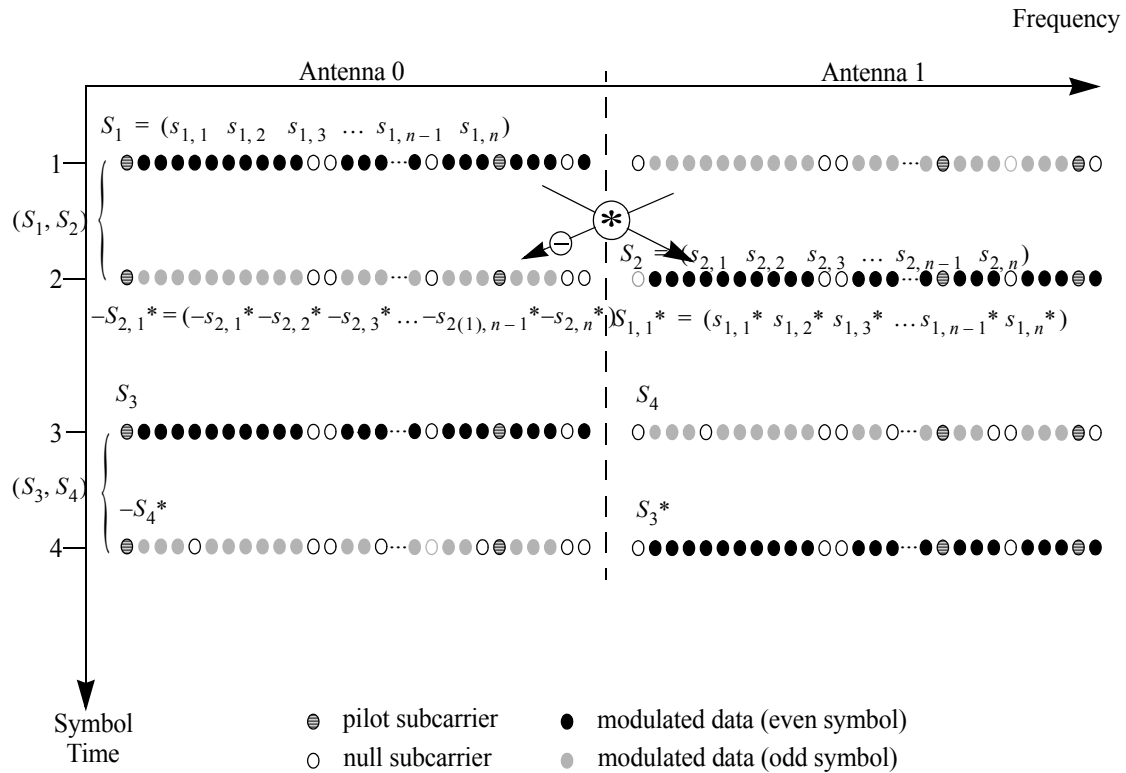 Frequency
Antenna 0
Antenna 1
S1 = (s1, 1 s1, 2 s1, 3 … s1, n – 1 s1, n)
1
(S1, S2)
*
–
S2 = (s2, 1 s2, 2 s2, 3 … s2, n – 1 s2, n)
2
–S2, 1* = (–s2, 1* –s2, 2* –s2, 3* … –s2(1), n – 1* –s2, n*)
S1, 1* = (s1, 1* s1, 2* s1, 3* … s1, n – 1* s1, n*)
S3
S4
3
(S3, S4)
–S4*
S3*
4
Symbol
Time
pilot subcarrier
modulated data (even symbol)
null subcarrier
modulated data (odd symbol)